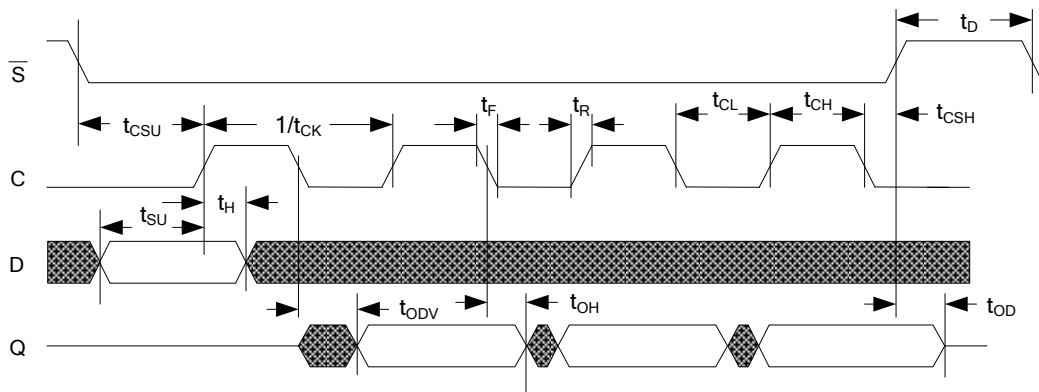 t_D
S̅
t_F
t_R
t_CL
t_CH
t_CSU
1/t_CK
t_CSH
C
t_SU
t_H
D
t_ODV
t_OH
t_OD
Q